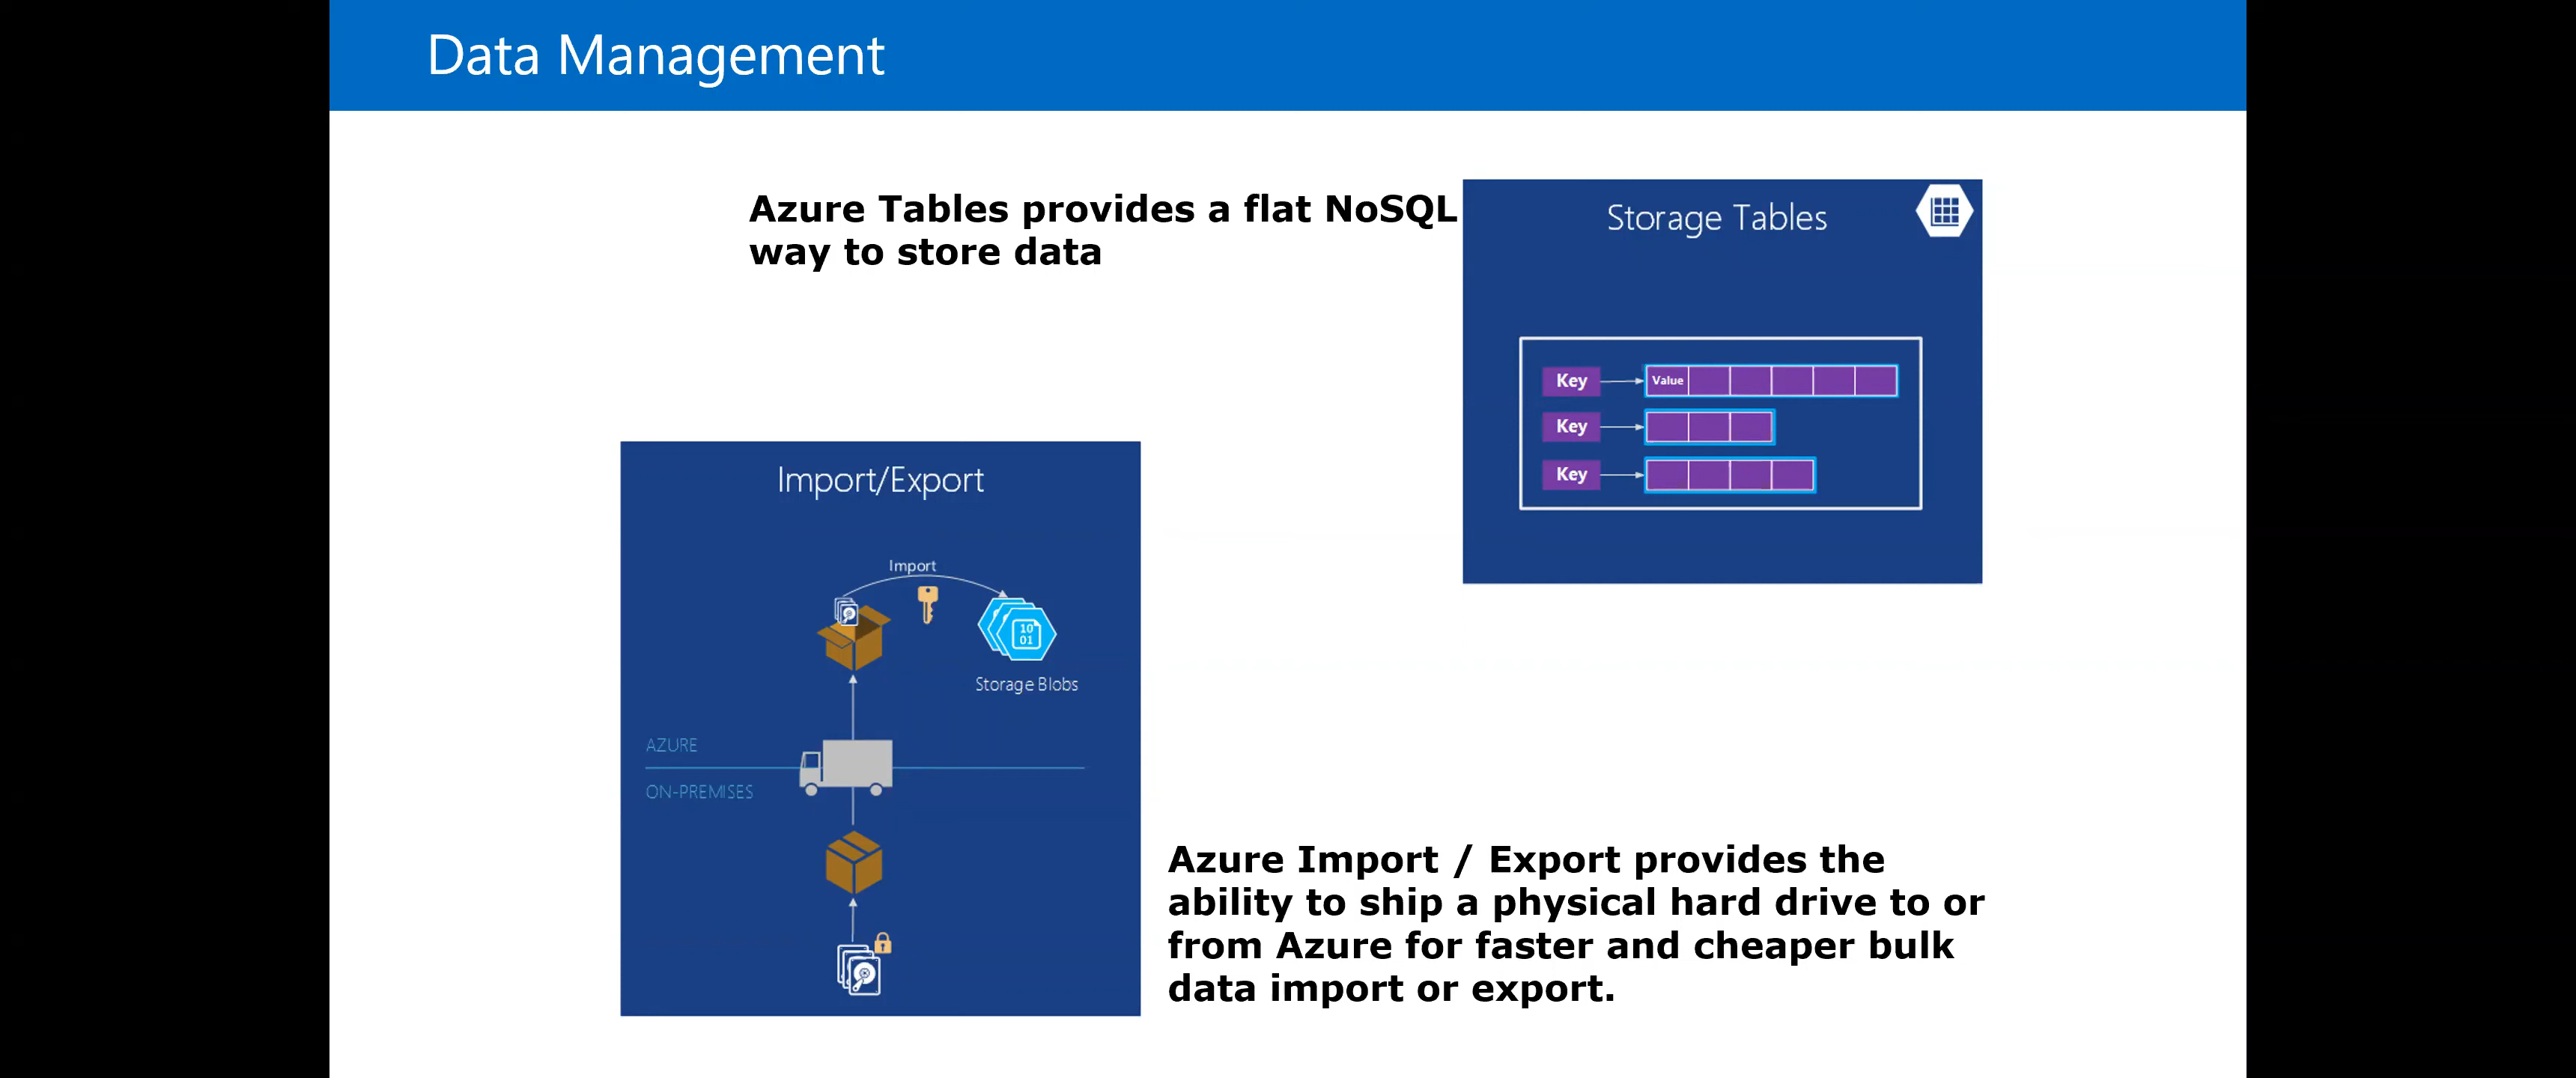 Data Management
Azure Tables provides a flat NoSQL
way to store data
Storage Tables
Key
Value
Key
Key
Import/Export
Import
10
01
Storage Blobs
AZURE
ON-PREMISES
Azure Import / Export provides the
ability to ship a physical hard drive to or
from Azure for faster and cheaper bulk
data import or export.